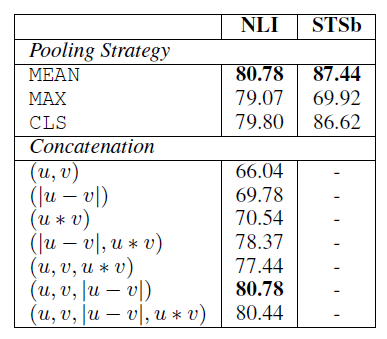 NLI STSb
Pooling Strategy
MEAN 80.78 87.44
MAX 79.07 69.92
CLS 79.80 86.62
Concatenation
(u, v) 66.04 -
(|u − v|) 69.78 -
(u ∗ v) 70.54 -
(|u − v|, u ∗ v) 78.37 -
(u, v, u ∗ v) 77.44 -
(u, v, |u − v|) 80.78 -
(u, v, |u − v|, u ∗ v) 80.44 -